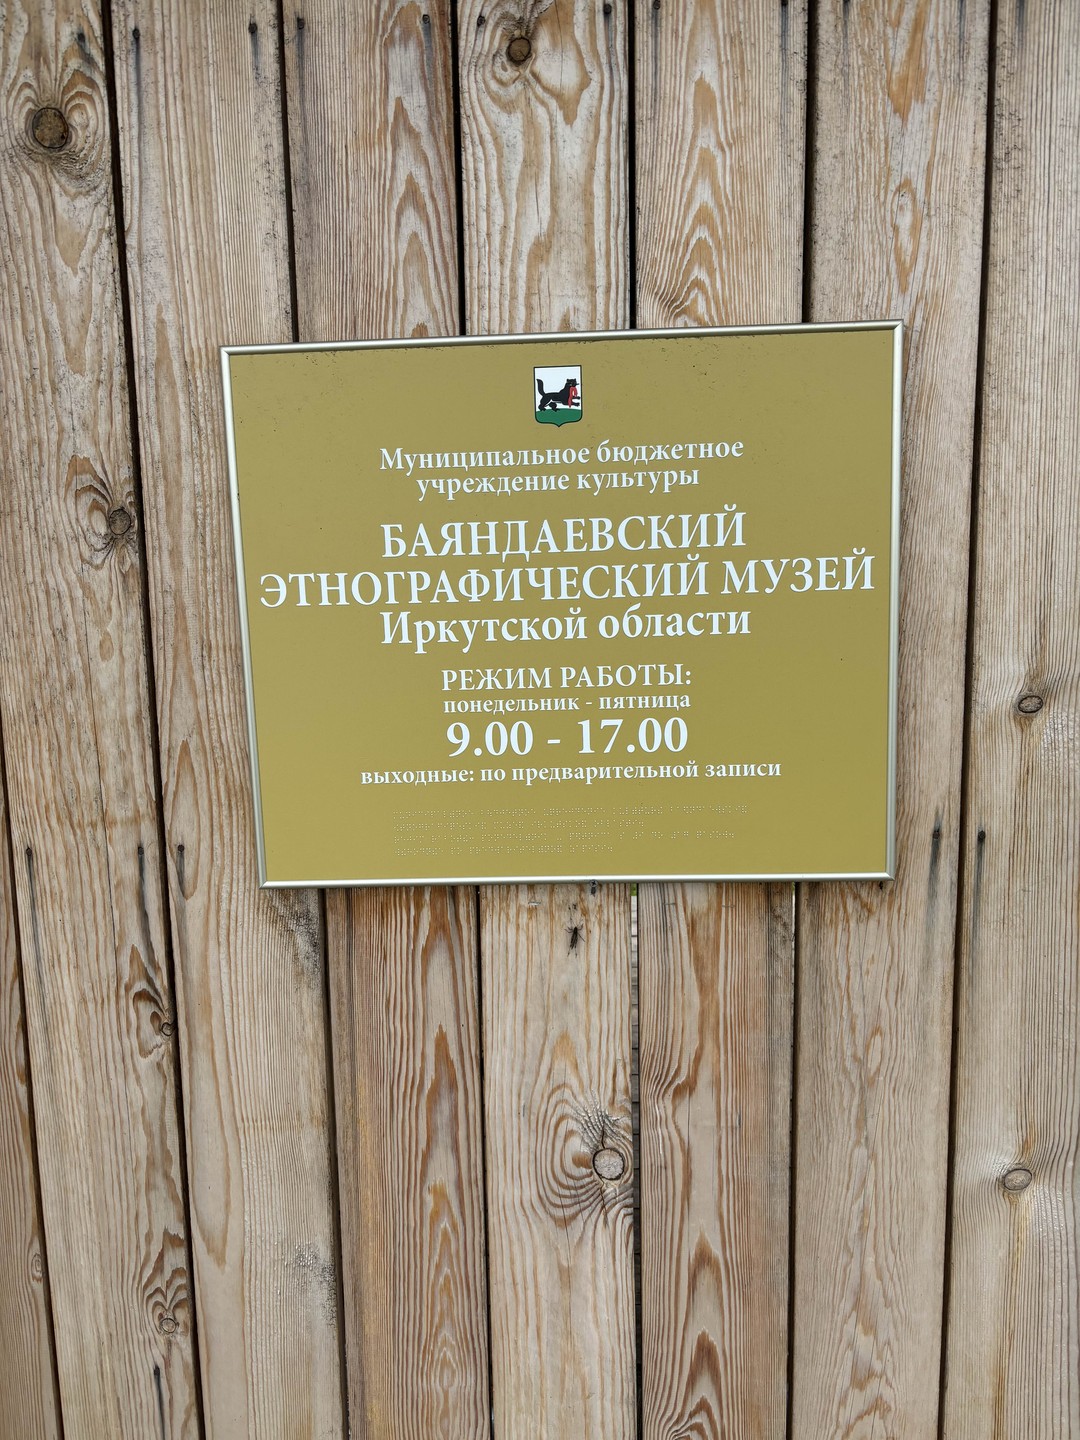 Муниципальное бюджетное
учреждение культуры
БАЯНДАЕВСКИЙ
ЭТНОГРАФИЧЕСКИЙ МУЗЕЙ
Иркутской области
РЕЖИМ РАБОТЫ:
понедельник - пятница
9.00 - 17.00
выходные: по предварительной записи